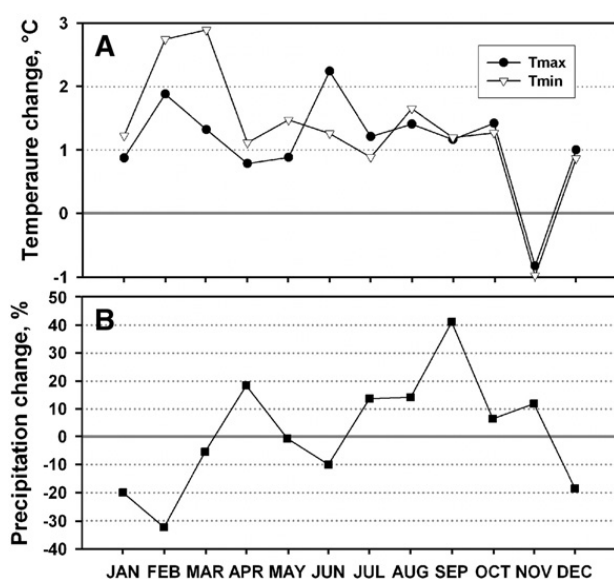 A
Temperaure change, °C
3
2
1
0
-1
Tmax
Tmin
B
Precipitation change, %
50
40
30
20
10
0
-10
-20
-30
-40
JAN FEB MAR APR MAY JUN JUL AUG SEP OCT NOV DEC